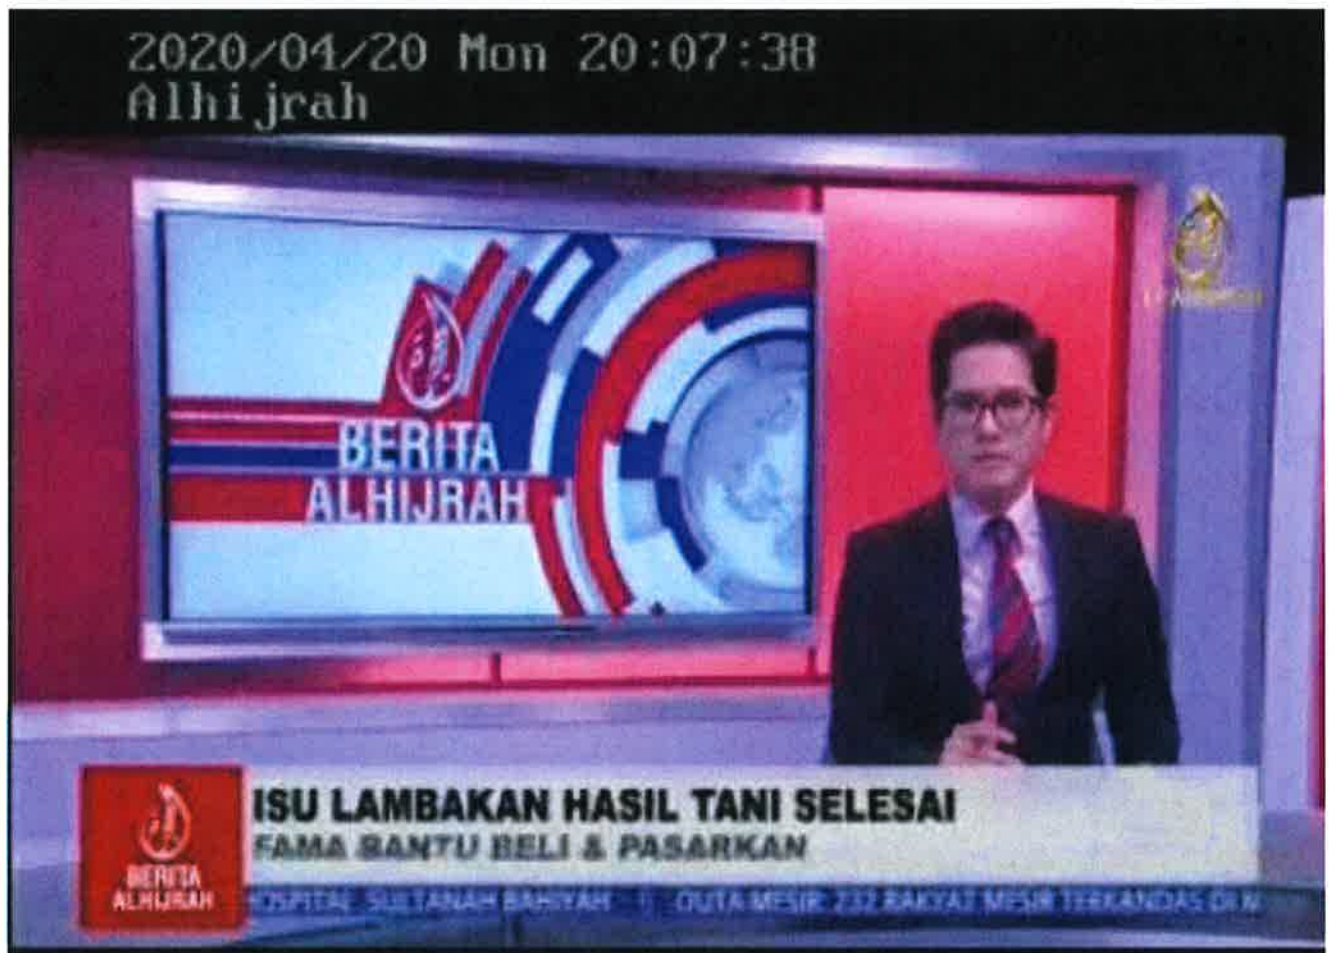 2020/04/20 Mon 20:07:38
Alhijrah
BERITA
ALHIJRAH
ISU LAMBAKAN HASIL TANI SELESAI
FAMA BANTU BELI & PASARKAN
BERITA
ALHIJRAH
HOSPITAL SULTANAH BAHIYAH | DUTA MESIR: 232 RAKYAT MESIR TERKANDAS DI